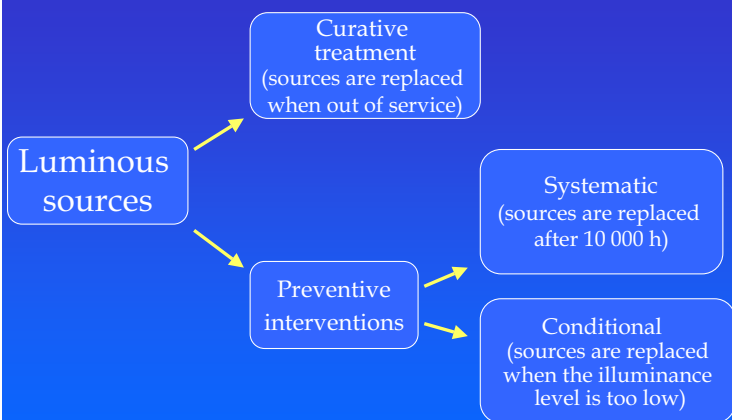 Curative
treatment
(sources are replaced
when out of service)
Luminous
sources
Systematic
(sources are replaced
after 10 000 h)
Preventive
interventions
Conditional
(sources are replaced
when the illuminance
level is too low)